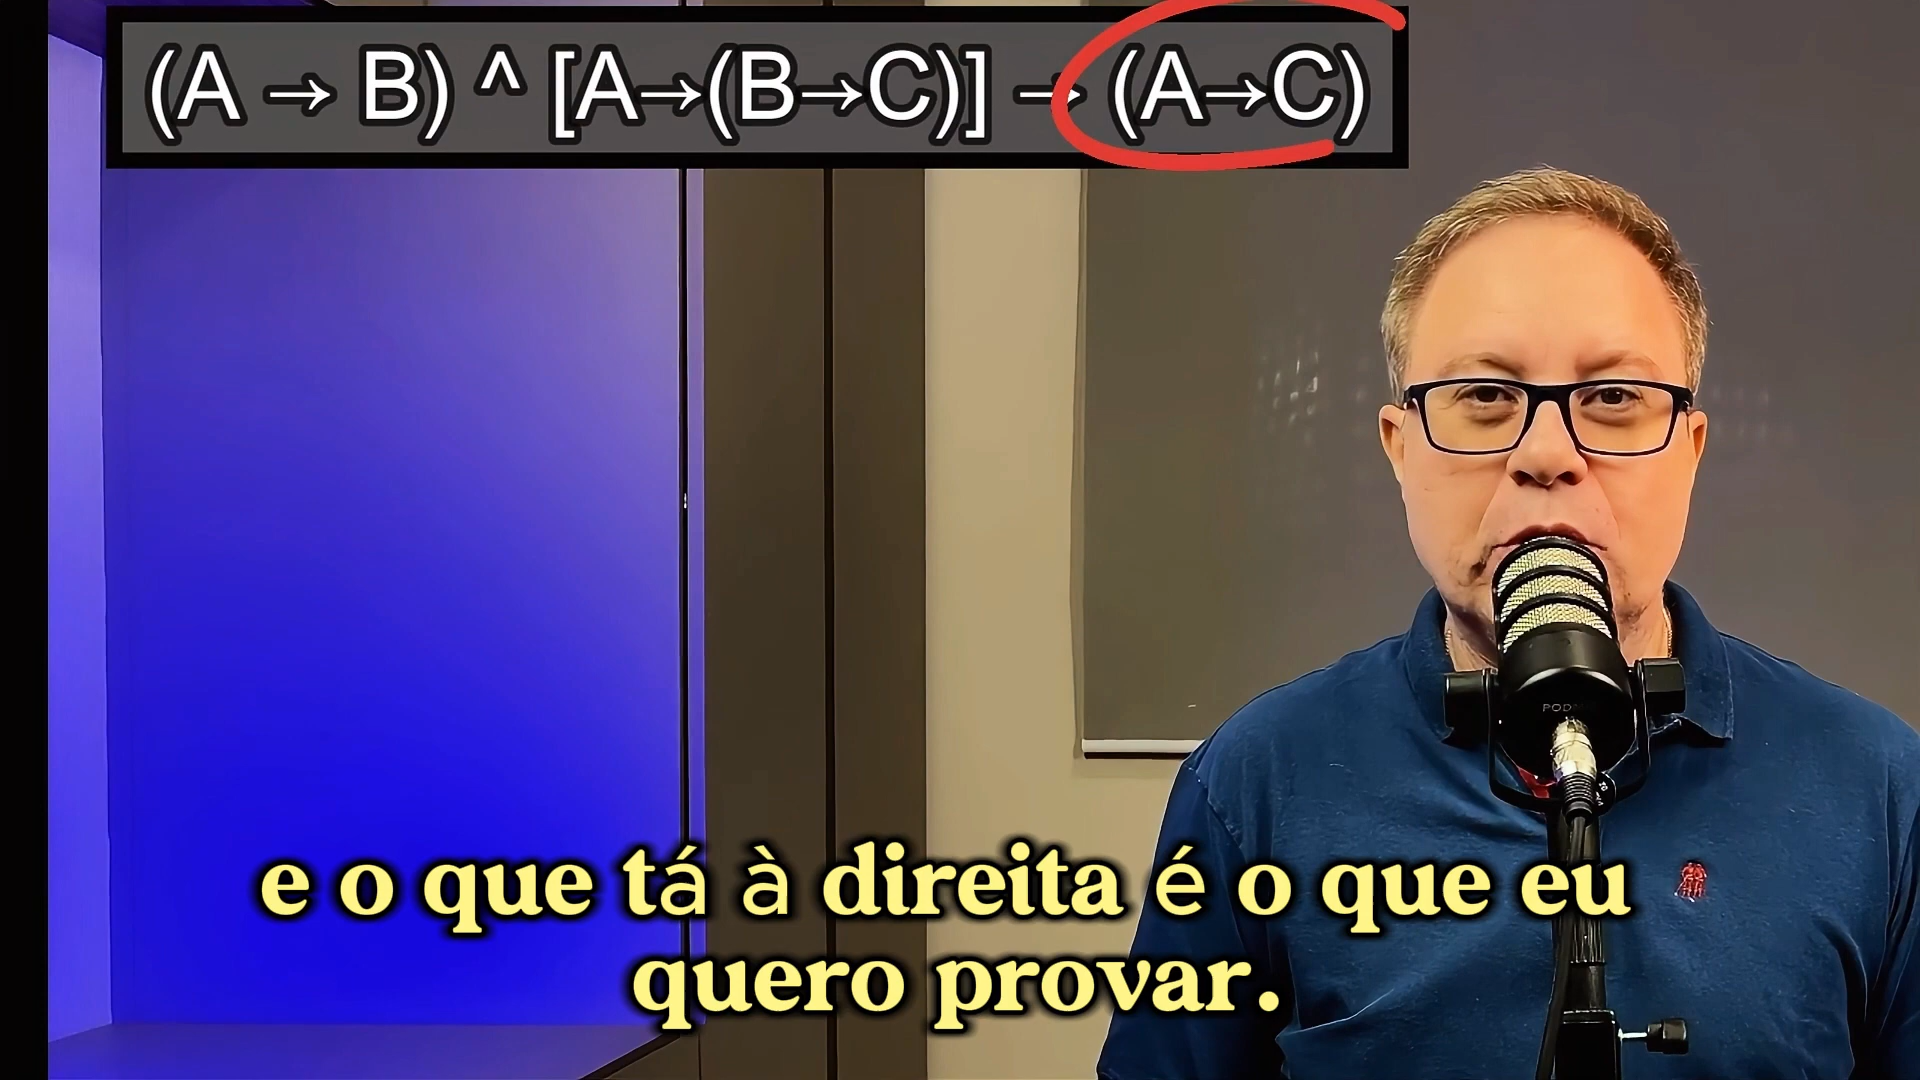 (A → B) ^ [A→(B→C)] → (A→C)
e o que tá à direita é o que eu
quero provar.